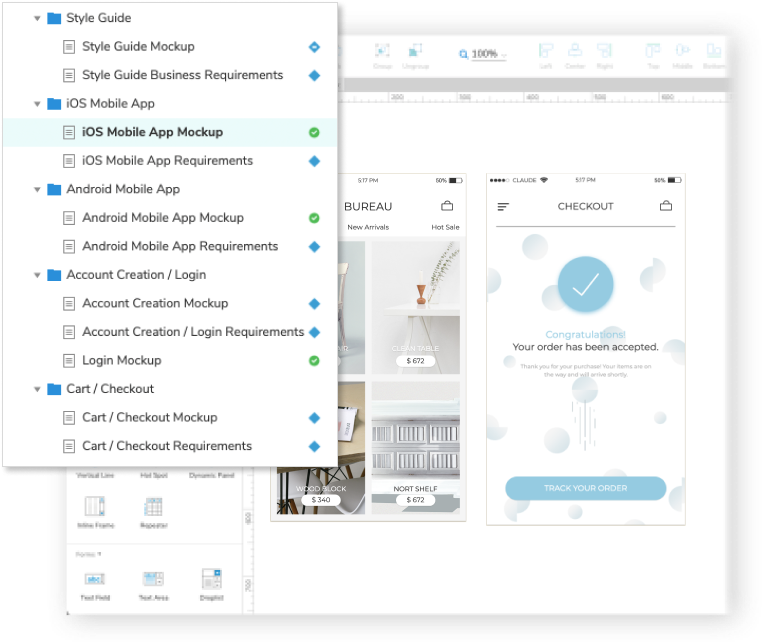 Style Guide
Style Guide Mockup
Style Guide Business Requirements
iOS Mobile App
iOS Mobile App Mockup
iOS Mobile App Requirements
Android Mobile App
Android Mobile App Mockup
Android Mobile App Requirements
Account Creation / Login
Account Creation Mockup
Account Creation / Login Requirements
Login Mockup
Cart / Checkout
Cart / Checkout Mockup
Cart / Checkout Requirements
Group Ungroup 100% Left Center Right Top Middle Bottom
5:17 PM 50%
BUREAU
New Arrivals Hot Sale
CLEAN TABLE
$ 672
WOOD BLOCK
$ 340
NORT SHELF
$ 672
CLAUDE 5:17 PM 50%
CHECKOUT
Congratulations!
Your order has been accepted.
Thank you for your purchase! Your items are on
the way and will arrive shortly.
TRACK YOUR ORDER
Vertical Line Hot Spot Dynamic Panel
Inline Frame Repeater
Forms
abc
Text Field Text Area Droplist